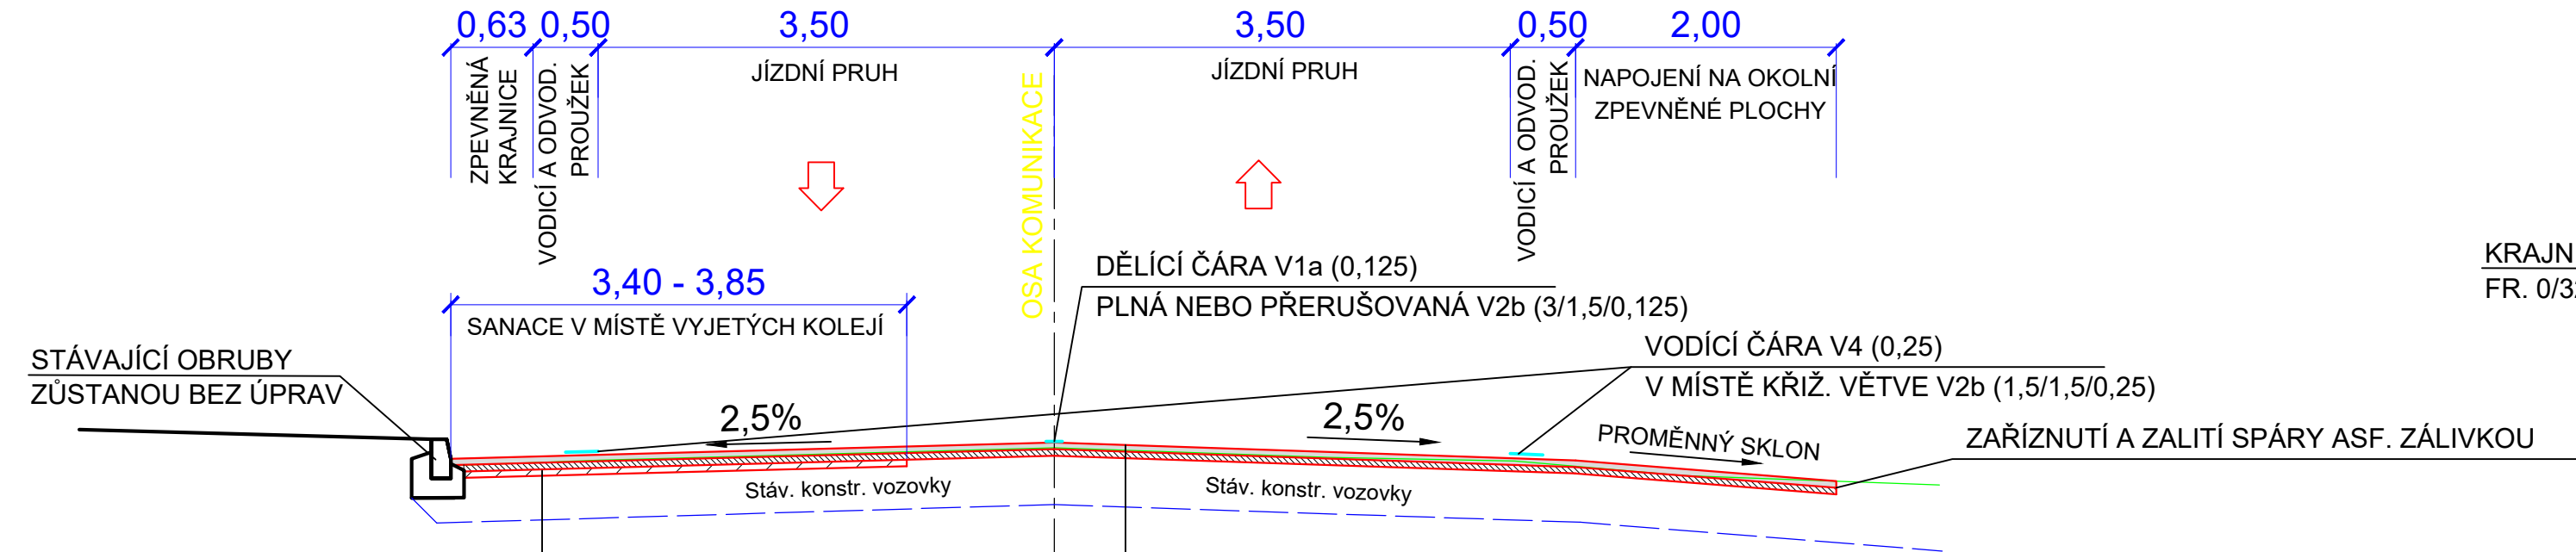 0,63 0,50 3,50 3,50 0,50 2,00
ZPEVNĚNÁ
KRAJNICE
VODICÍ A ODVOD.
PROUŽEK
JÍZDNÍ PRUH
OSA KOMUNIKACE
JÍZDNÍ PRUH
VODICÍ A ODVOD.
PROUŽEK
NAPOJENÍ NA OKOLNÍ
ZPEVNĚNÉ PLOCHY
3,40 - 3,85
SANACE V MÍSTĚ VYJETÝCH KOLEJÍ
DĚLÍCÍ ČÁRA V1a (0,125)
PLNÁ NEBO PŘERUŠOVANÁ V2b (3/1,5/0,125)
KRAJN
FR. 0/3
STÁVAJÍCÍ OBRUBY
ZŮSTANOU BEZ ÚPRAV
VODÍCÍ ČÁRA V4 (0,25)
V MÍSTĚ KŘIŽ. VĚTVE V2b (1,5/1,5/0,25)
2,5%
2,5%
PROMĚNNÝ SKLON
ZAŘÍZNUTÍ A ZALITÍ SPÁRY ASF. ZÁLIVKOU
Stáv. konstr. vozovky
Stáv. konstr. vozovky